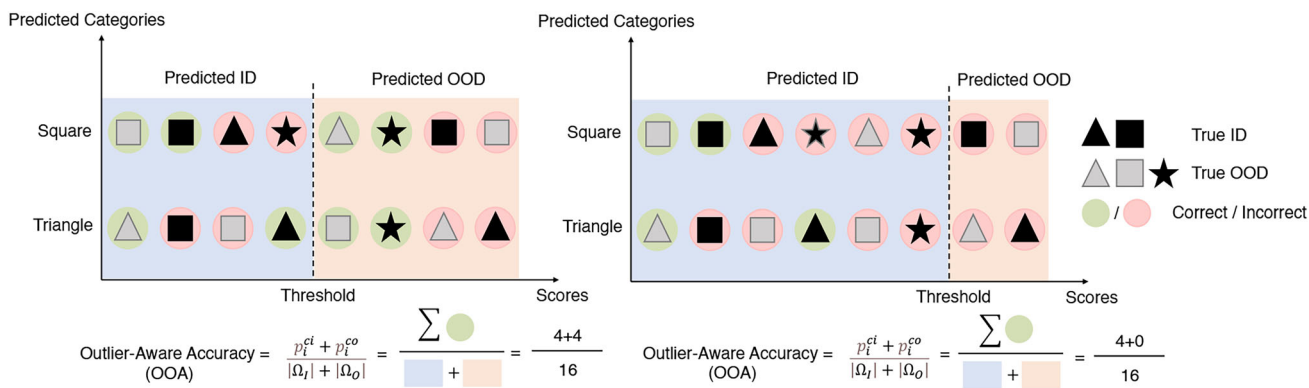 Predicted Categories
Predicted ID
Predicted OOD
Square
Triangle
Threshold
Scores
Outlier-Aware Accuracy = p_i^{ci} + p_i^{co} / |Ω_I| + |Ω_O| = ∑ / + = 4+4 / 16
(OOA)
Predicted Categories
Predicted ID
Predicted OOD
Square
Triangle
Threshold
Scores
Outlier-Aware Accuracy = p_i^{ci} + p_i^{co} / |Ω_I| + |Ω_O| = ∑ / + = 4+0 / 16
(OOA)
True ID
True OOD
/ Correct / Incorrect